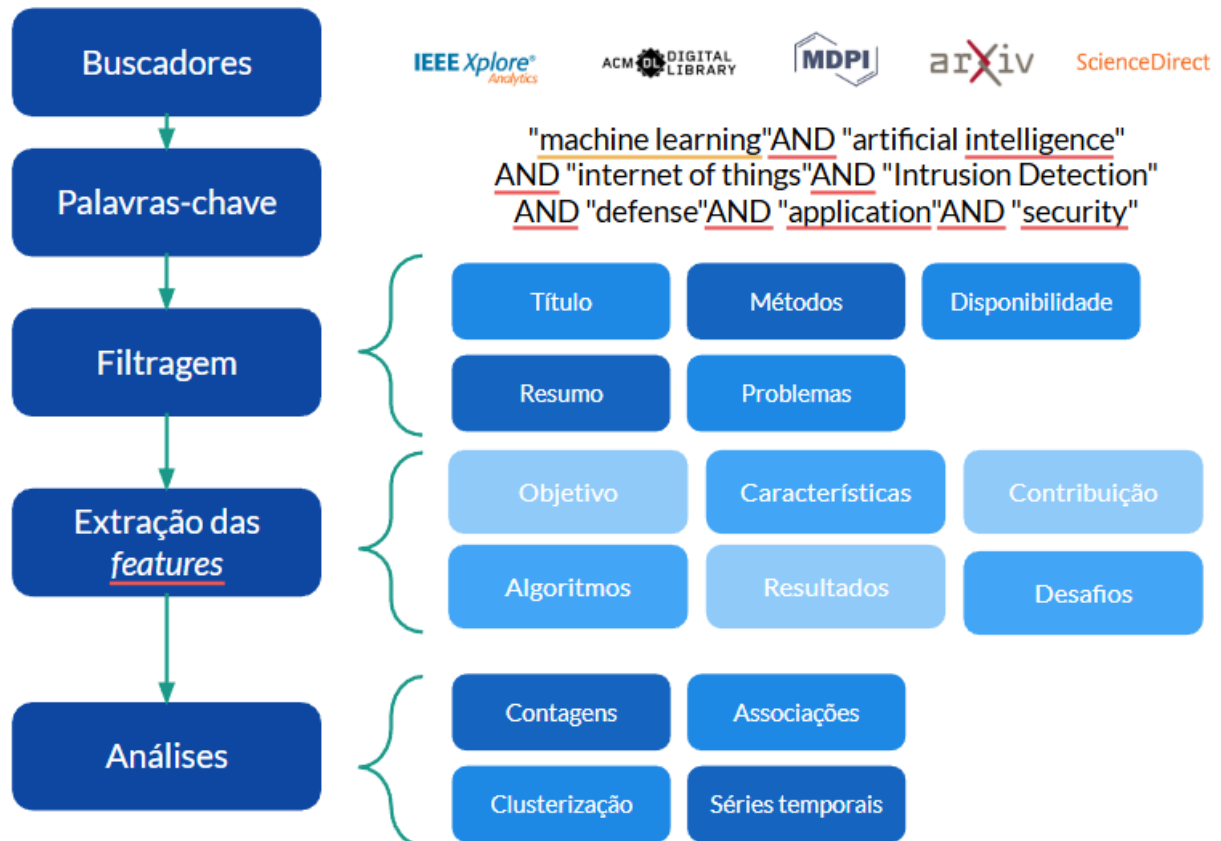 Buscadores
IEEE Xplore®
Analytics
ACM DL DIGITAL
LIBRARY
MDPI
arXiv
ScienceDirect
Palavras-chave
"machine learning"AND "artificial intelligence"
AND "internet of things"AND "Intrusion Detection"
AND "defense"AND "application"AND "security"
Filtragem
Título
Métodos
Disponibilidade
Resumo
Problemas
Extração das
features
Objetivo
Características
Contribuição
Algoritmos
Resultados
Desafios
Análises
Contagens
Associações
Clusterização
Séries temporais